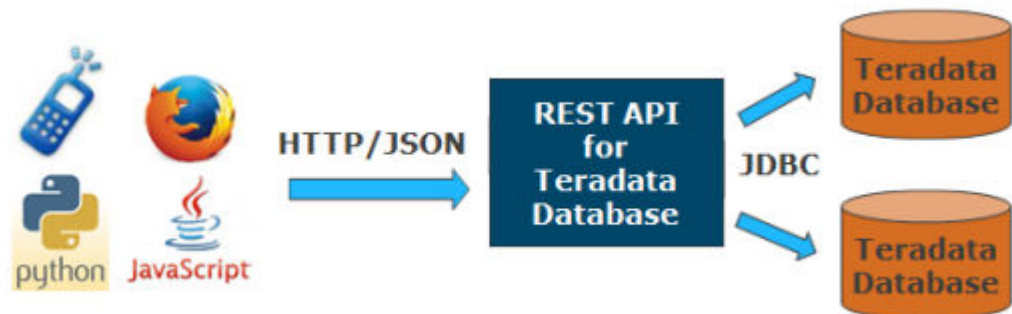 HTTP/JSON
python
JavaScript
REST API
for
Teradata
Database
JDBC
Teradata
Database
Teradata
Database